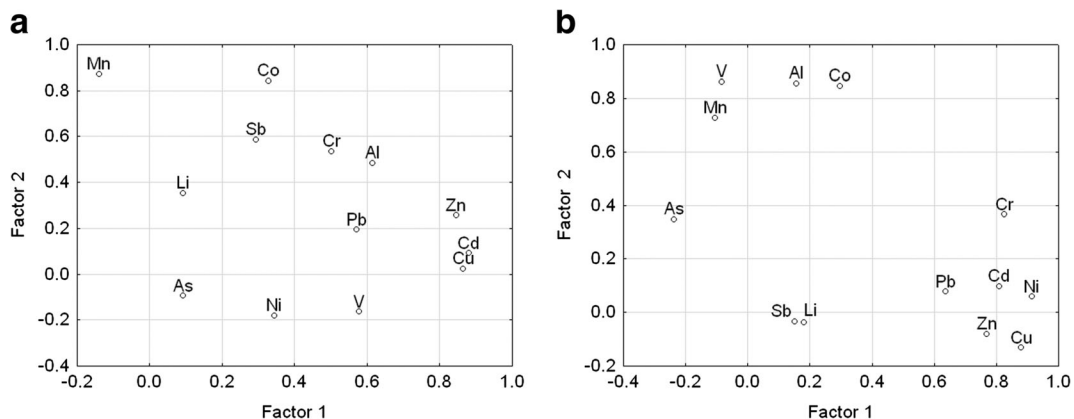 a
1.0
0.8
0.6
0.4
0.2
0.0
-0.2
-0.4
Factor 2
Mn
Co
Sb
Cr
Al
Li
Pb
Zn
Cd
Cu
As
Ni
V
-0.2 0.0 0.2 0.4 0.6 0.8 1.0
Factor 1
b
1.0
0.8
0.6
0.4
0.2
0.0
-0.2
Factor 2
V
Al
Co
Mn
As
Cr
Pb
Cd
Ni
Sb
Li
Zn
Cu
-0.4 -0.2 0.0 0.2 0.4 0.6 0.8 1.0
Factor 1